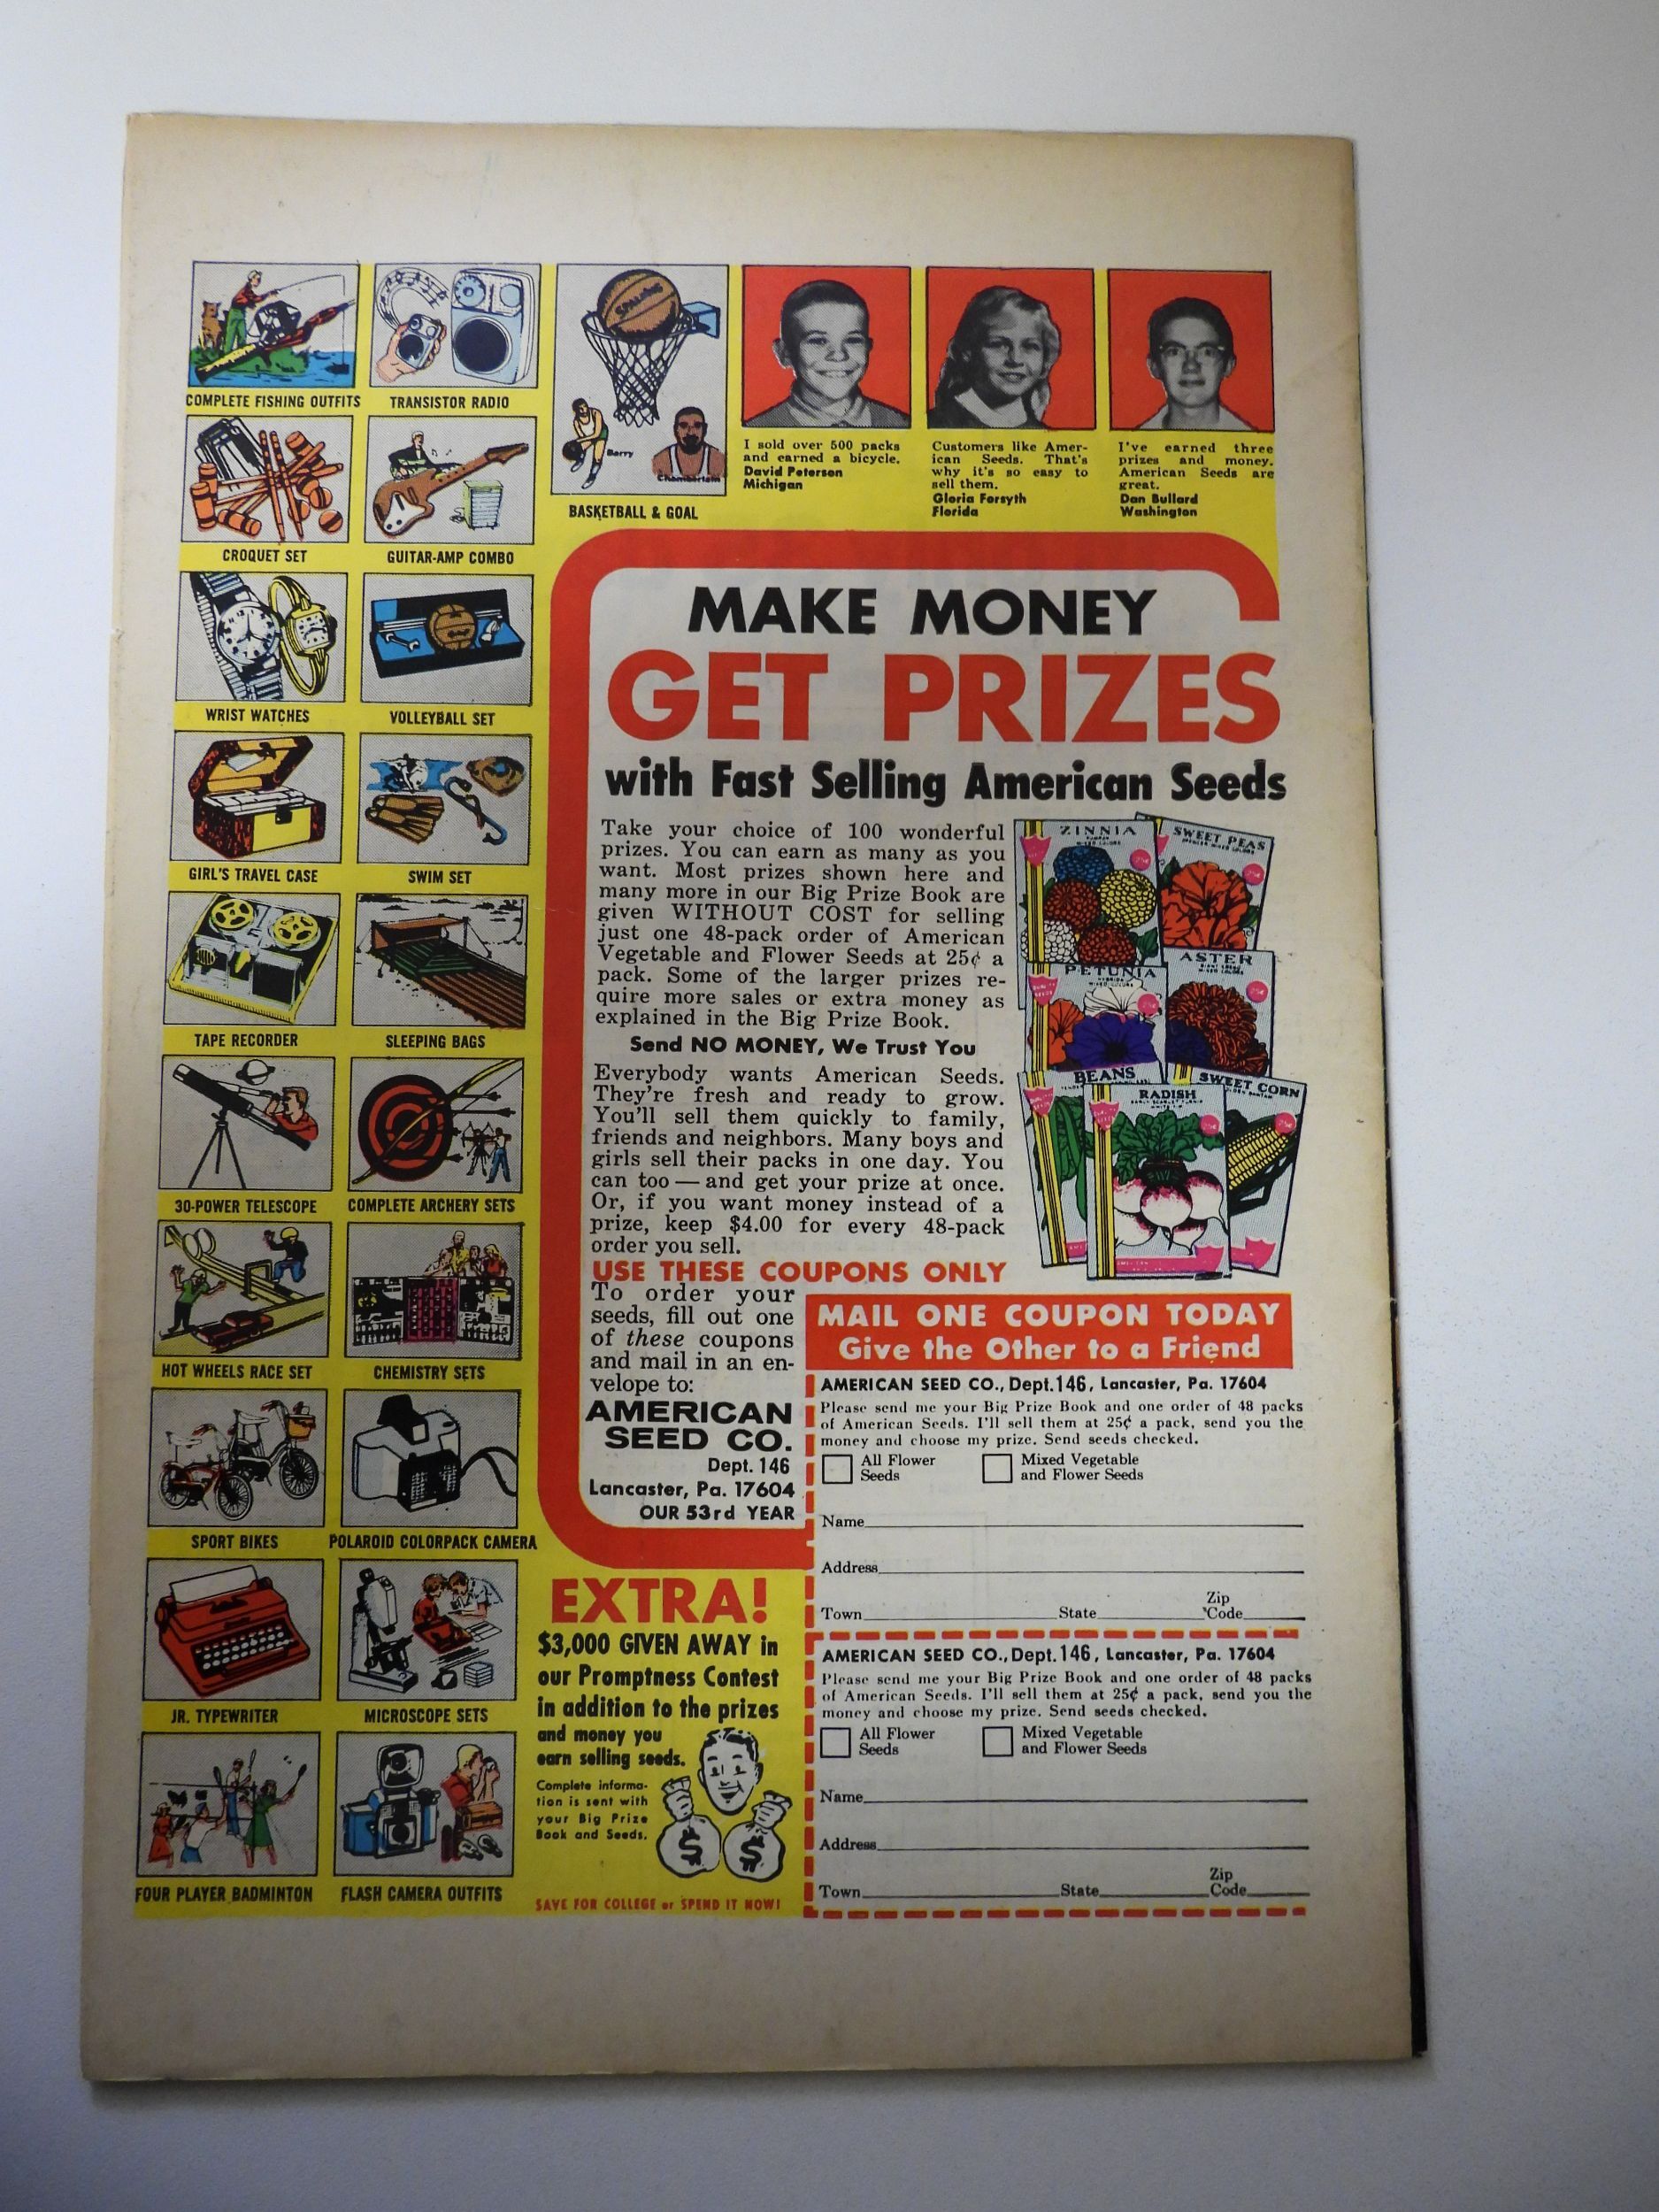 COMPLETE FISHING OUTFITS
TRANSISTOR RADIO
CROQUET SET
GUITAR-AMP COMBO
WRIST WATCHES
VOLLEYBALL SET
GIRL'S TRAVEL CASE
SWIM SET
TAPE RECORDER
SLEEPING BAGS
30-POWER TELESCOPE
COMPLETE ARCHERY SETS
HOT WHEELS RACE SET
CHEMISTRY SETS
SPORT BIKES
POLAROID COLORPACK CAMERA
JR. TYPEWRITER
MICROSCOPE SETS
FOUR PLAYER BADMINTON
FLASH CAMERA OUTFITS
SPALDING
Barry
Chamberlain
BASKETBALL & GOAL
I sold over 500 packs
and earned a bicycle.
David Peterson
Michigan
Customers like Amer-
ican Seeds. That's
why it's so easy to
sell them.
Gloria Forsyth
Florida
I've earned three
prizes and money.
American Seeds are
great.
Dan Bullard
Washington
MAKE MONEY
GET PRIZES
with Fast Selling American Seeds
Take your choice of 100 wonderful
prizes. You can earn as many as you
want. Most prizes shown here and
many more in our Big Prize Book are
given WITHOUT COST for selling
just one 48-pack order of American
Vegetable and Flower Seeds at 25¢ a
pack. Some of the larger prizes re-
quire more sales or extra money as
explained in the Big Prize Book.
Send NO MONEY, We Trust You
Everybody wants American Seeds.
They're fresh and ready to grow.
You'll sell them quickly to family,
friends and neighbors. Many boys and
girls sell their packs in one day. You
can too — and get your prize at once.
Or, if you want money instead of a
prize, keep $4.00 for every 48-pack
order you sell.
USE THESE COUPONS ONLY
To order your
seeds, fill out one
of these coupons
and mail in an en-
velope to:
AMERICAN
SEED CO.
Dept. 146
Lancaster, Pa. 17604
OUR 53rd YEAR
ZINNIA
MIXED COLORS
25¢
SWEET PEAS
MIXED COLORS
25¢
PETUNIA
MIXED COLORS
25¢
ASTER
MIXED COLORS
25¢
BEANS
RADISH
25¢
SWEET CORN
25¢
EXTRA!
$3,000 GIVEN AWAY in
our Promptness Contest
in addition to the prizes
and money you
earn selling seeds.
Complete informa-
tion is sent with
your Big Prize
Book and Seeds.
$ $
SAVE FOR COLLEGE or SPEND IT NOW!
MAIL ONE COUPON TODAY
Give the Other to a Friend
AMERICAN SEED CO., Dept. 146, Lancaster, Pa. 17604
Please send me your Big Prize Book and one order of 48 packs
of American Seeds. I'll sell them at 25¢ a pack, send you the
money and choose my prize. Send seeds checked.
All Flower
Seeds
Mixed Vegetable
and Flower Seeds
Name
Address
Town State Zip Code
AMERICAN SEED CO., Dept. 146, Lancaster, Pa. 17604
Please send me your Big Prize Book and one order of 48 packs
of American Seeds. I'll sell them at 25¢ a pack, send you the
money and choose my prize. Send seeds checked.
All Flower
Seeds
Mixed Vegetable
and Flower Seeds
Name
Address
Town State Zip Code